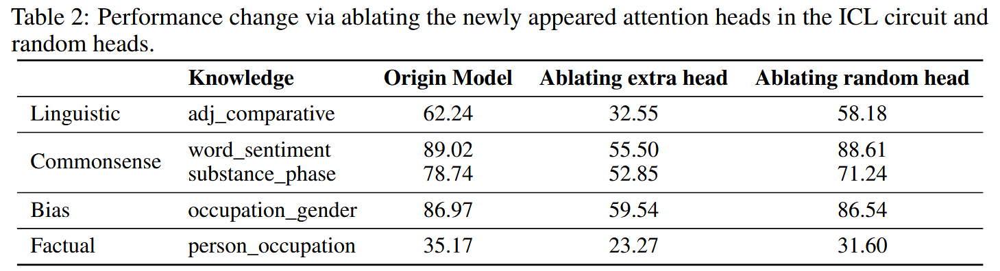 Table 2: Performance change via ablating the newly appeared attention heads in the ICL circuit and
random heads.
Knowledge Origin Model Ablating extra head Ablating random head
Linguistic adj_comparative 62.24 32.55 58.18
Commonsense word_sentiment 89.02 55.50 88.61
substance_phase 78.74 52.85 71.24
Bias occupation_gender 86.97 59.54 86.54
Factual person_occupation 35.17 23.27 31.60